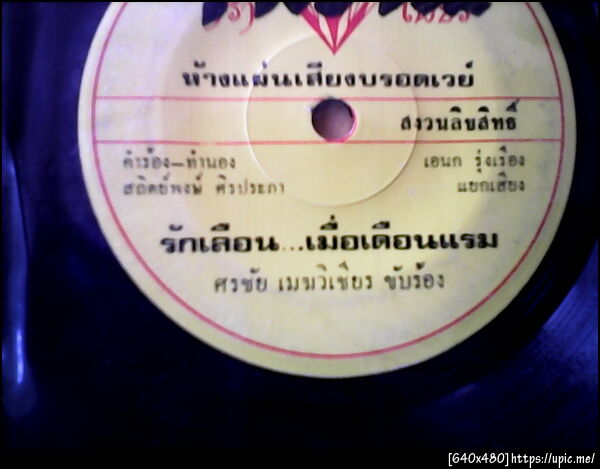 ห้างแผ่นเสียงบรอดเวย์
สงวนลิขสิทธิ์
คำร้อง-ทำนอง
สถิตย์พงษ์ ศิรประภา
เอนก รุ่งเรือง
แยกเสียง
รักเลือน...เมื่อเดือนแรม
ศรชัย เมฆวิเชียร ขับร้อง
[640x480]https://upic.me/